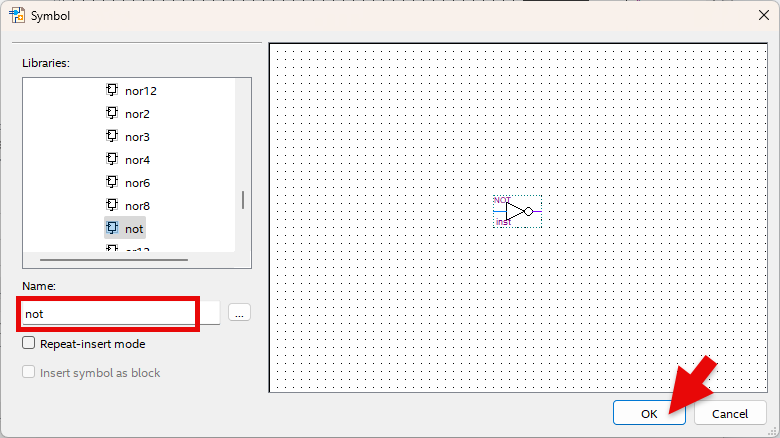 Symbol
Libraries:
nor12
nor2
nor3
nor4
nor6
nor8
not
Name:
not
...
Repeat-insert mode
Insert symbol as block
NOT
inst
OK
Cancel